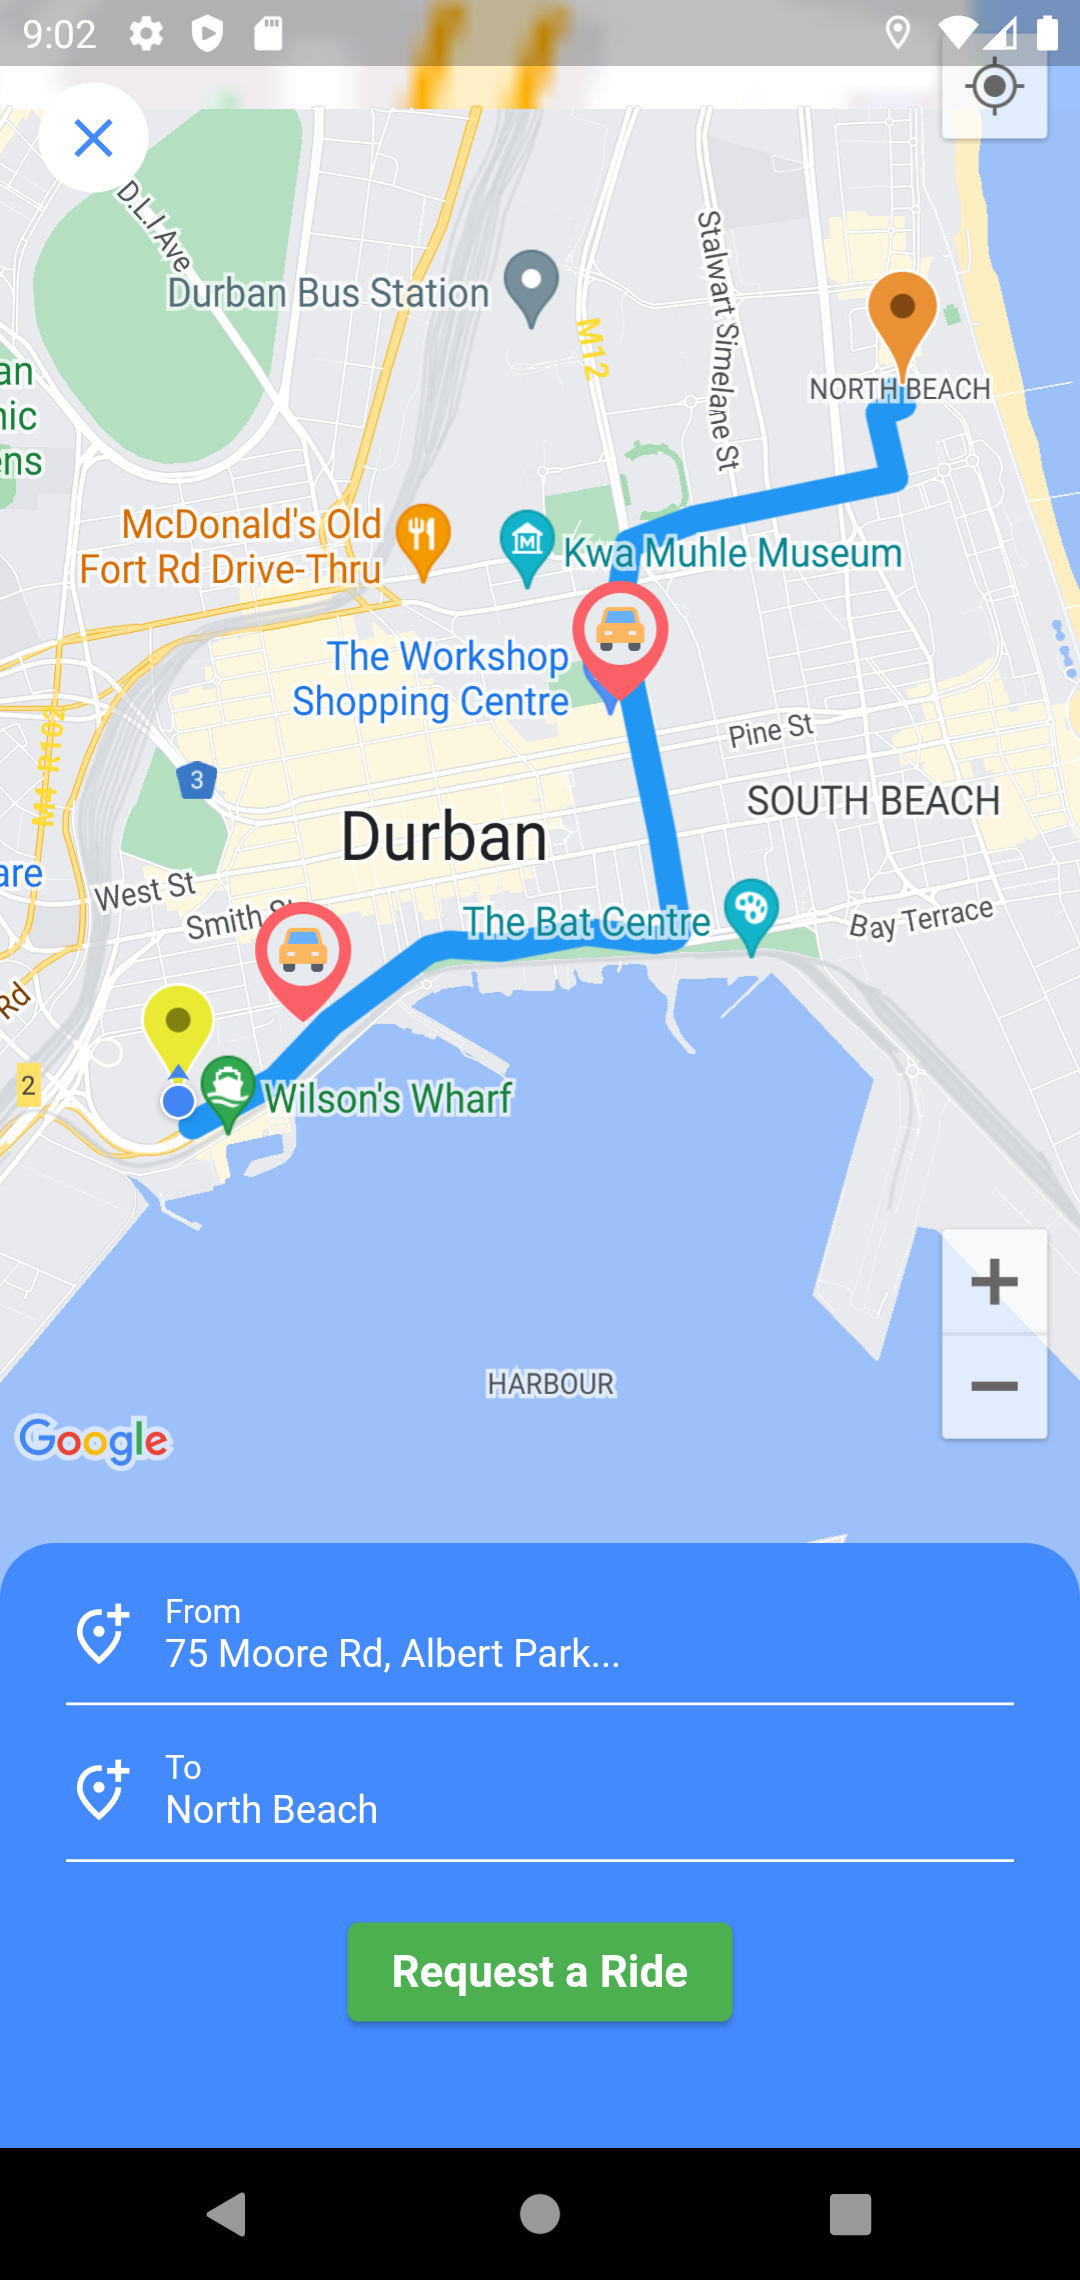 9:02
D.L.I Ave
Durban Bus Station
M12
Stalwart Simelane St
an
nic
ens
NORTH BEACH
McDonald's Old
Fort Rd Drive-Thru
Kwa Muhle Museum
The Workshop
Shopping Centre
Pine St
M4 R102
3
SOUTH BEACH
Durban
are
West St
Smith St
The Bat Centre
Bay Terrace
Rd
2
Wilson's Wharf
HARBOUR
Google
From
75 Moore Rd, Albert Park...
To
North Beach
Request a Ride